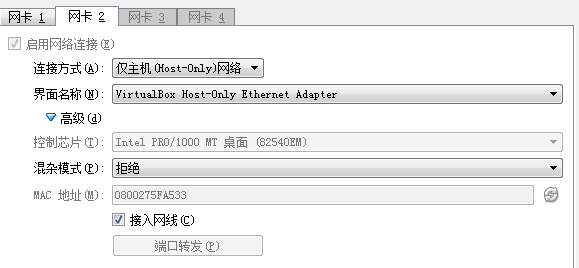 网卡 1 网卡 2 网卡 3 网卡 4
启用网络连接(E)
连接方式(A): 仅主机(Host-Only)网络
界面名称(N): VirtualBox Host-Only Ethernet Adapter
高级(d)
控制芯片(T): Intel PRO/1000 MT 桌面 (82540EM)
混杂模式(P): 拒绝
MAC 地址(M): 0800275FA533
接入网线(C)
端口转发(P)